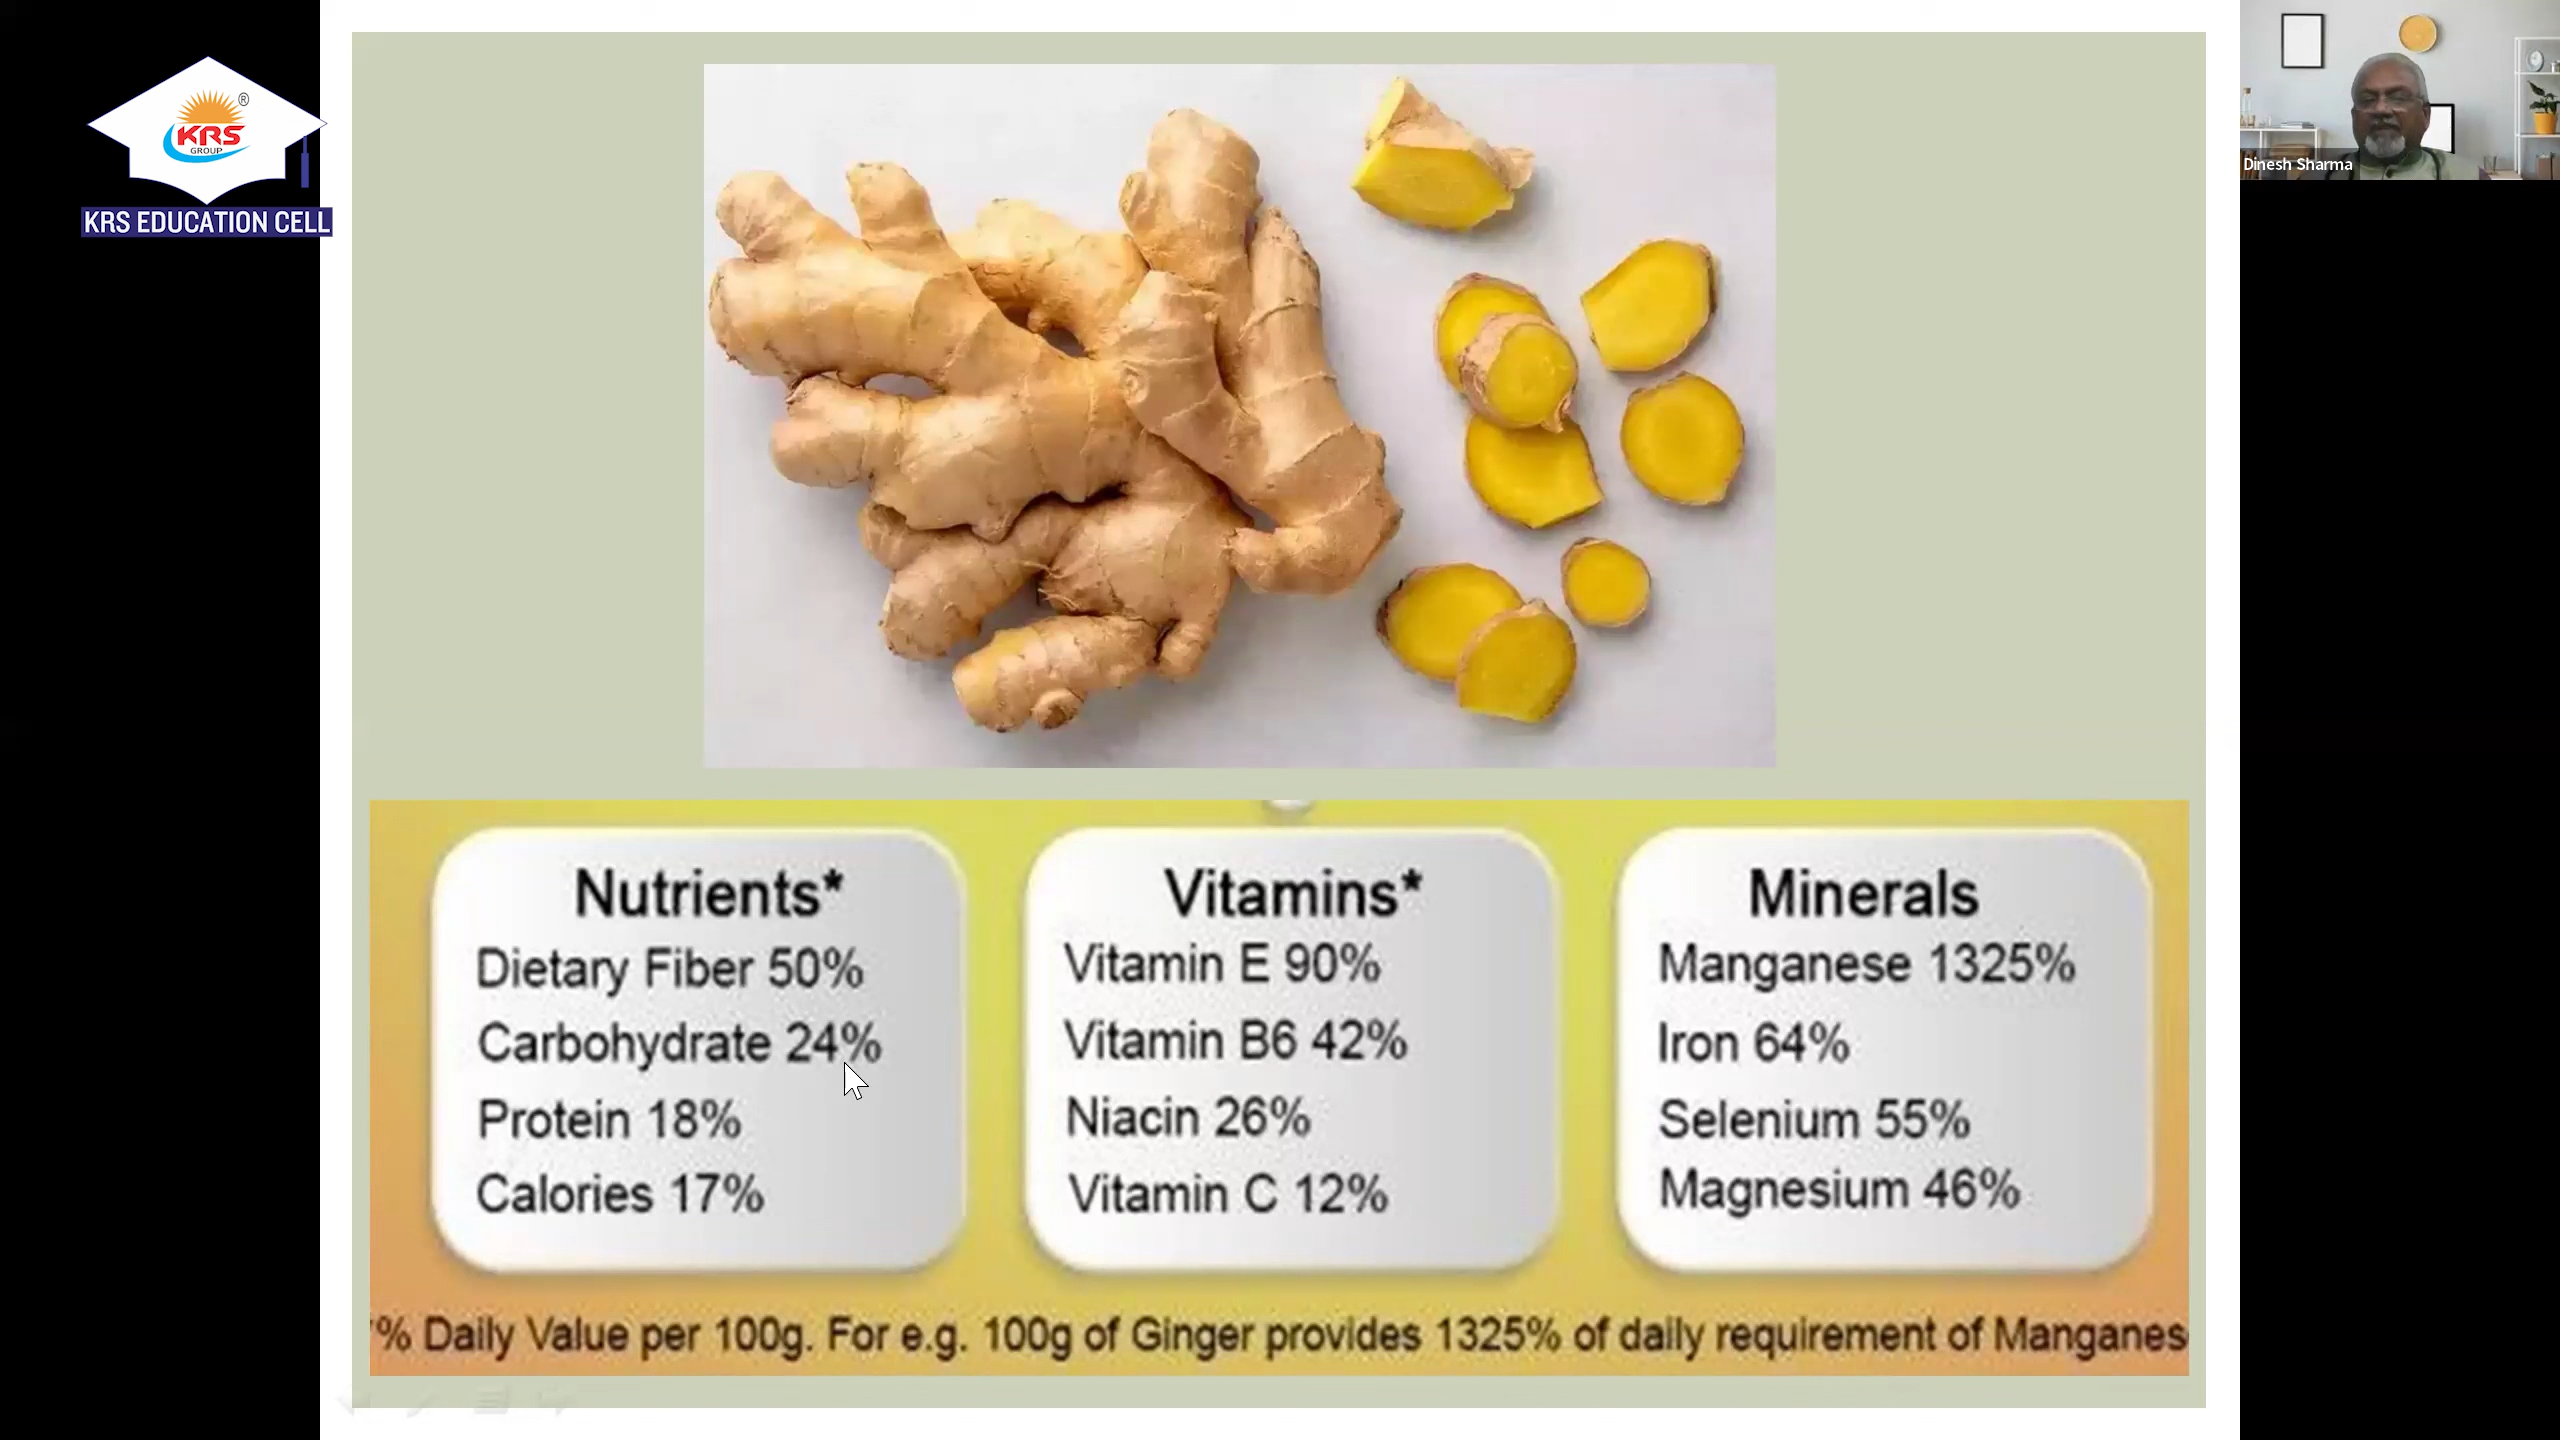 KRS
®
GROUP
KRS EDUCATION CELL
Dinesh Sharma
Nutrients*
Dietary Fiber 50%
Carbohydrate 24%
Protein 18%
Calories 17%
Vitamins*
Vitamin E 90%
Vitamin B6 42%
Niacin 26%
Vitamin C 12%
Minerals
Manganese 1325%
Iron 64%
Selenium 55%
Magnesium 46%
% Daily Value per 100g. For e.g. 100g of Ginger provides 1325% of daily requirement of Manganes